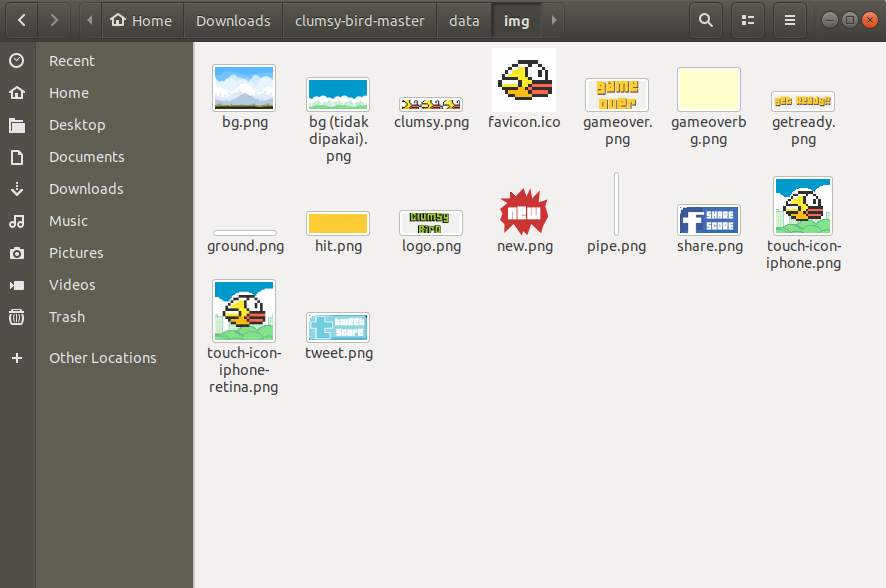 Home
Downloads
clumsy-bird-master
data
img
Recent
Home
Desktop
Documents
Downloads
Music
Pictures
Videos
Trash
Other Locations
bg.png
bg (tidak
dipakai).
png
clumsy.png
favicon.ico
game
over
gameover.
png
gameoverb
g.png
get ready!!
getready.
png
ground.png
hit.png
Clumsy
Bird
logo.png
NEW
new.png
pipe.png
f SHARE
SCORE
share.png
touch-icon-
iphone.png
touch-icon-
iphone-
retina.png
t tweet
score
tweet.png